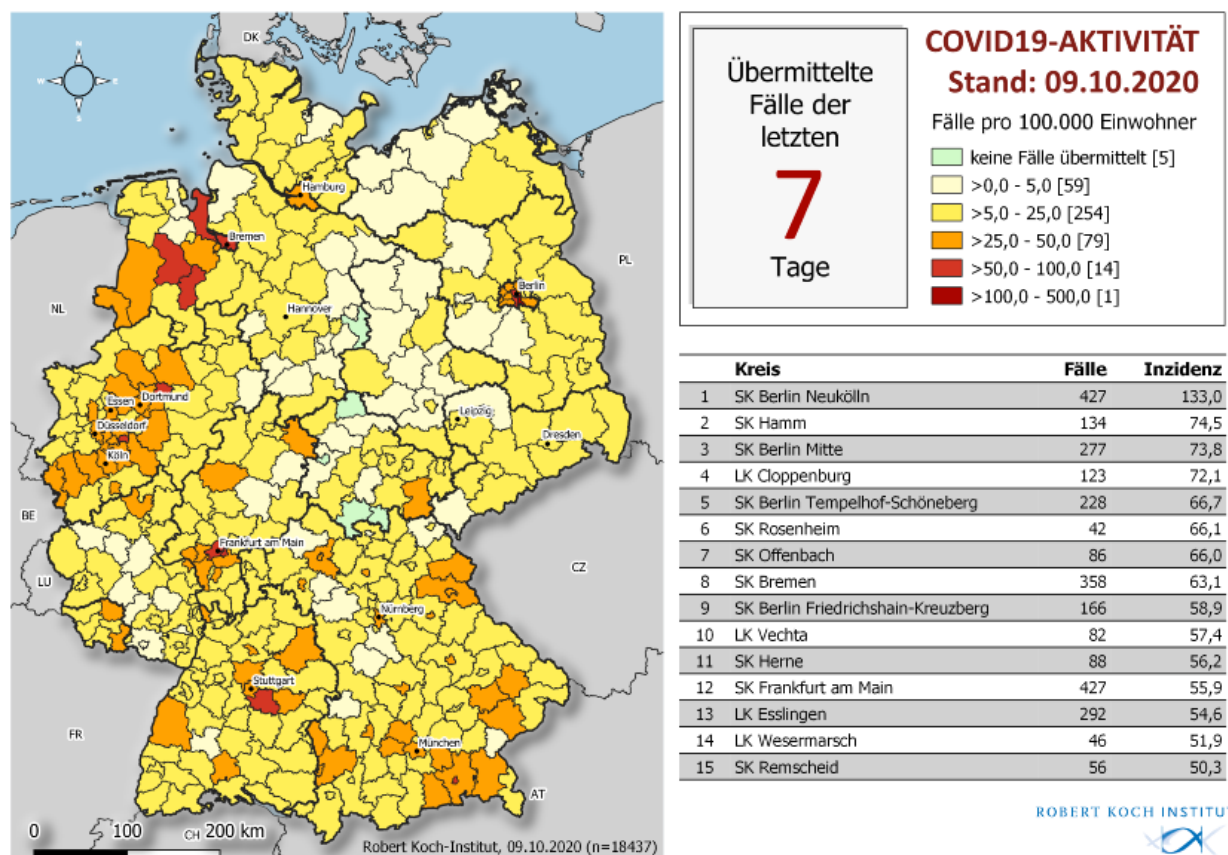 DK
N
W
E
S
Hamburg
Bremen
PL
Berlin
NL
Hannover
Essen
Dortmund
Düsseldorf
Leipzig
Dresden
Köln
BE
Frankfurt am Main
LU
CZ
Nürnberg
Stuttgart
FR
München
AT
0 100 200 km
CH
Robert Koch-Institut, 09.10.2020 (n=18437)
Übermittelte
Fälle der
letzten
7
Tage
COVID19-AKTIVITÄT
Stand: 09.10.2020
Fälle pro 100.000 Einwohner
keine Fälle übermittelt [5]
>0,0 - 5,0 [59]
>5,0 - 25,0 [254]
>25,0 - 50,0 [79]
>50,0 - 100,0 [14]
>100,0 - 500,0 [1]
Kreis Fälle Inzidenz
1 SK Berlin Neukölln 427 133,0
2 SK Hamm 134 74,5
3 SK Berlin Mitte 277 73,8
4 LK Cloppenburg 123 72,1
5 SK Berlin Tempelhof-Schöneberg 228 66,7
6 SK Rosenheim 42 66,1
7 SK Offenbach 86 66,0
8 SK Bremen 358 63,1
9 SK Berlin Friedrichshain-Kreuzberg 166 58,9
10 LK Vechta 82 57,4
11 SK Herne 88 56,2
12 SK Frankfurt am Main 427 55,9
13 LK Esslingen 292 54,6
14 LK Wesermarsch 46 51,9
15 SK Remscheid 56 50,3
ROBERT KOCH INSTITU